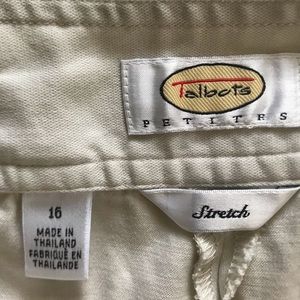 Talbots
PETITES
16
MADE IN
THAILAND
FABRIQUÉ EN
THAILANDE
Stretch